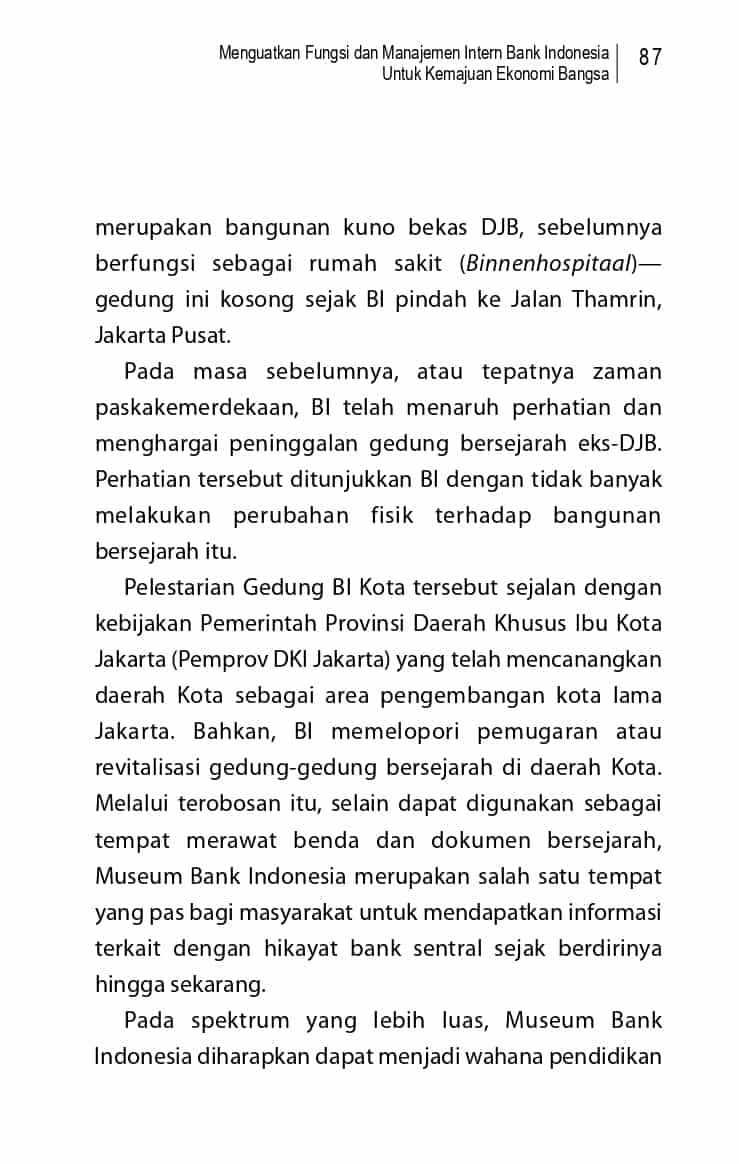 Menguatkan Fungsi dan Manajemen Intern Bank Indonesia
Untuk Kemajuan Ekonomi Bangsa
87
merupakan bangunan kuno bekas DJB, sebelumnya
berfungsi sebagai rumah sakit (Binnenhospitaal)—
gedung ini kosong sejak BI pindah ke Jalan Thamrin,
Jakarta Pusat.
Pada masa sebelumnya, atau tepatnya zaman
paskakemerdekaan, BI telah menaruh perhatian dan
menghargai peninggalan gedung bersejarah eks-DJB.
Perhatian tersebut ditunjukkan BI dengan tidak banyak
melakukan perubahan fisik terhadap bangunan
bersejarah itu.
Pelestarian Gedung BI Kota tersebut sejalan dengan
kebijakan Pemerintah Provinsi Daerah Khusus Ibu Kota
Jakarta (Pemprov DKI Jakarta) yang telah mencanangkan
daerah Kota sebagai area pengembangan kota lama
Jakarta. Bahkan, BI memelopori pemugaran atau
revitalisasi gedung-gedung bersejarah di daerah Kota.
Melalui terobosan itu, selain dapat digunakan sebagai
tempat merawat benda dan dokumen bersejarah,
Museum Bank Indonesia merupakan salah satu tempat
yang pas bagi masyarakat untuk mendapatkan informasi
terkait dengan hikayat bank sentral sejak berdirinya
hingga sekarang.
Pada spektrum yang lebih luas, Museum Bank
Indonesia diharapkan dapat menjadi wahana pendidikan